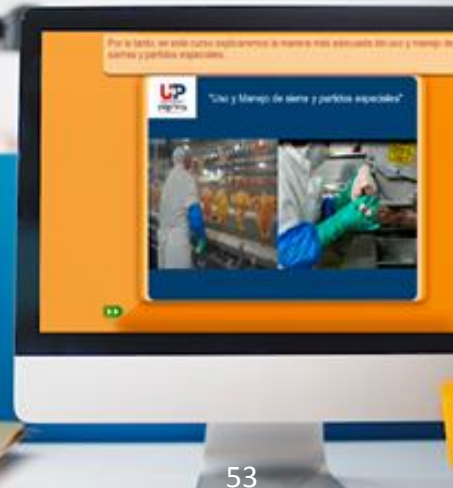 Por lo tanto, en este curso explicaremos la manera más adecuada del uso y manejo de
sierras y partidos especiales.
UP
"Uso y Manejo de sierra y partidos especiales"
53